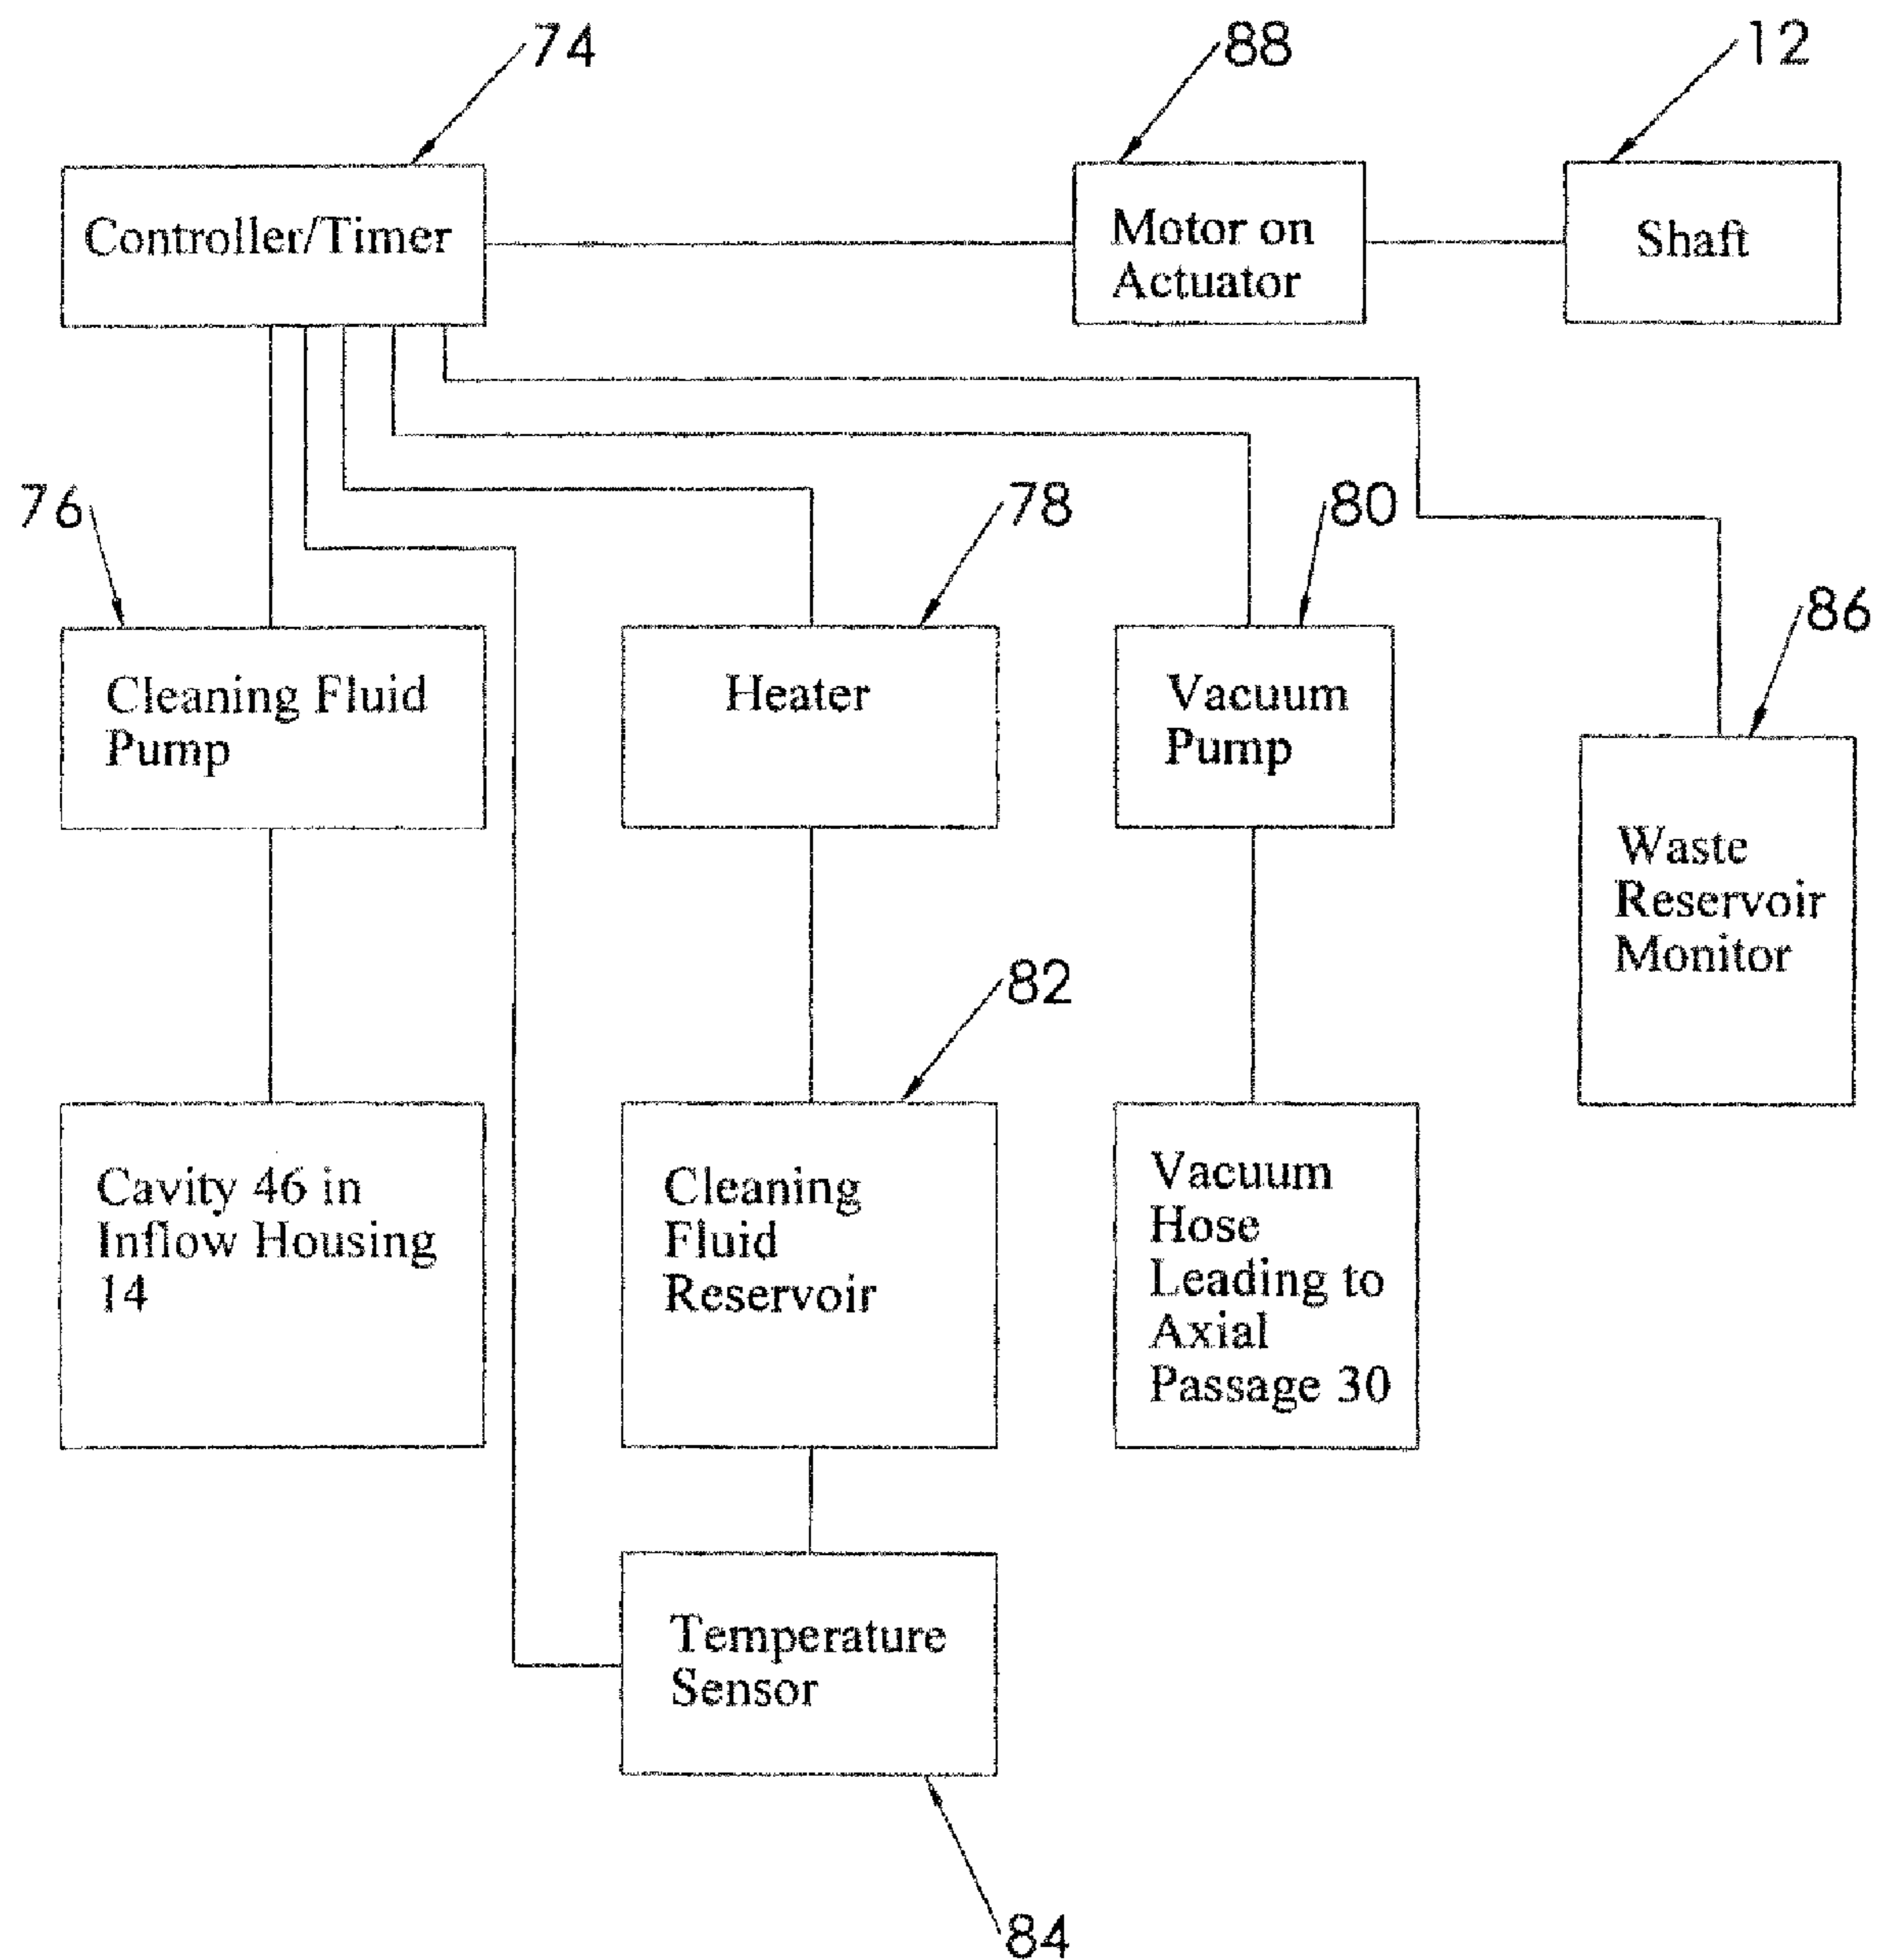 74
88
12
Controller/Timer
Motor on
Actuator
Shaft
76
78
80
86
Cleaning Fluid
Pump
Heater
Vacuum
Pump
Waste
Reservoir
Monitor
82
Cavity 46 in
Inflow Housing
14
Cleaning
Fluid
Reservoir
Vacuum
Hose
Leading to
Axial
Passage 30
Temperature
Sensor
84